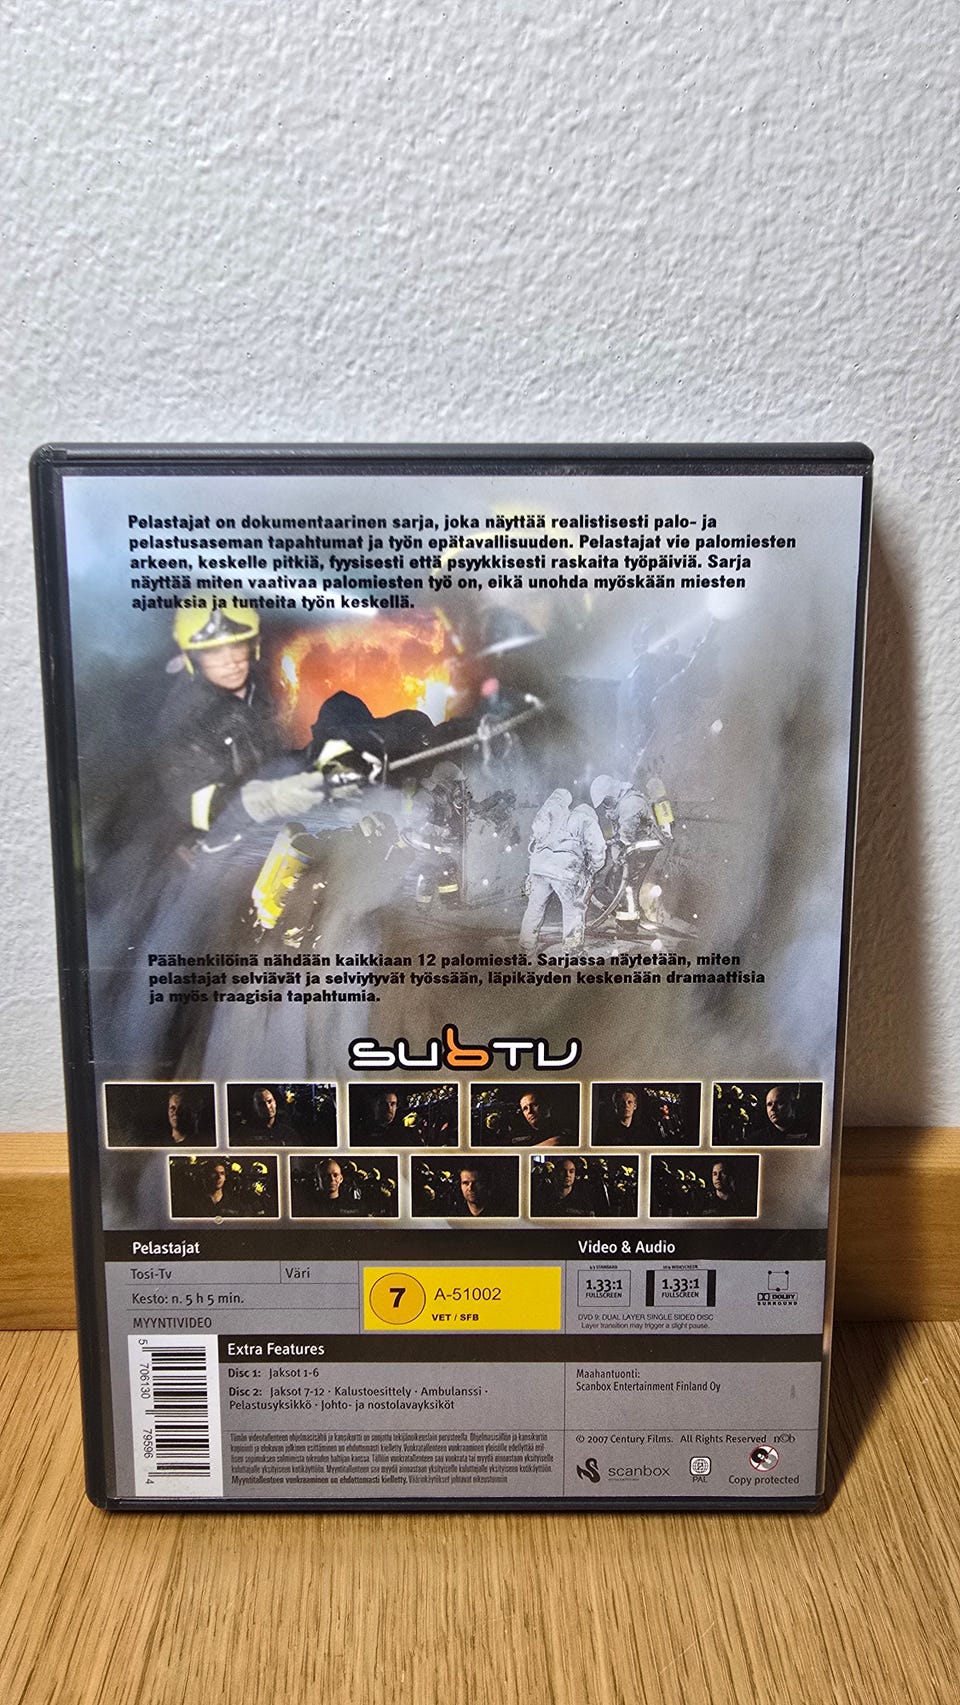 Pelastajat on dokumentaarinen sarja, joka näyttää realistisesti palo- ja
pelastusaseman tapahtumat ja työn epätavallisuuden. Pelastajat vie palomiesten
arkeen, keskelle pitkiä, fyysisesti että psyykkisesti raskaita työpäiviä. Sarja
näyttää miten vaativaa palomiesten työ on, eikä unohda myöskään miesten
ajatuksia ja tunteita työn keskellä.
Päähenkilöinä nähdään kaikkiaan 12 palomiestä. Sarjassa näytetään, miten
pelastajat selviävät ja selviytyvät työssään, läpikäyden keskenään dramaattisia
ja myös traagisia tapahtumia.
SUBTV
Pelastajat
Video & Audio
Tosi-Tv
Väri
Kesto: n. 5 h 5 min.
MYYNTIVIDEO
7
A-51002
VET / SFB
1.33:1
FULLSCREEN
1.33:1
FULLSCREEN
DOLBY
SURROUND
DVD 9: DUAL LAYER SINGLE SIDED DISC
Layer transition may trigger a slight pause.
Extra Features
Disc 1: Jaksot 1-6
Disc 2: Jaksot 7-12 · Kalustoesittely · Ambulanssi ·
Pelastusyksikkö · Johto- ja nostolavayksiköt
Maahantuonti:
Scanbox Entertainment Finland Oy
5 706130 79596 4
© 2007 Century Films. All Rights Reserved
scanbox
PAL
Copy protected